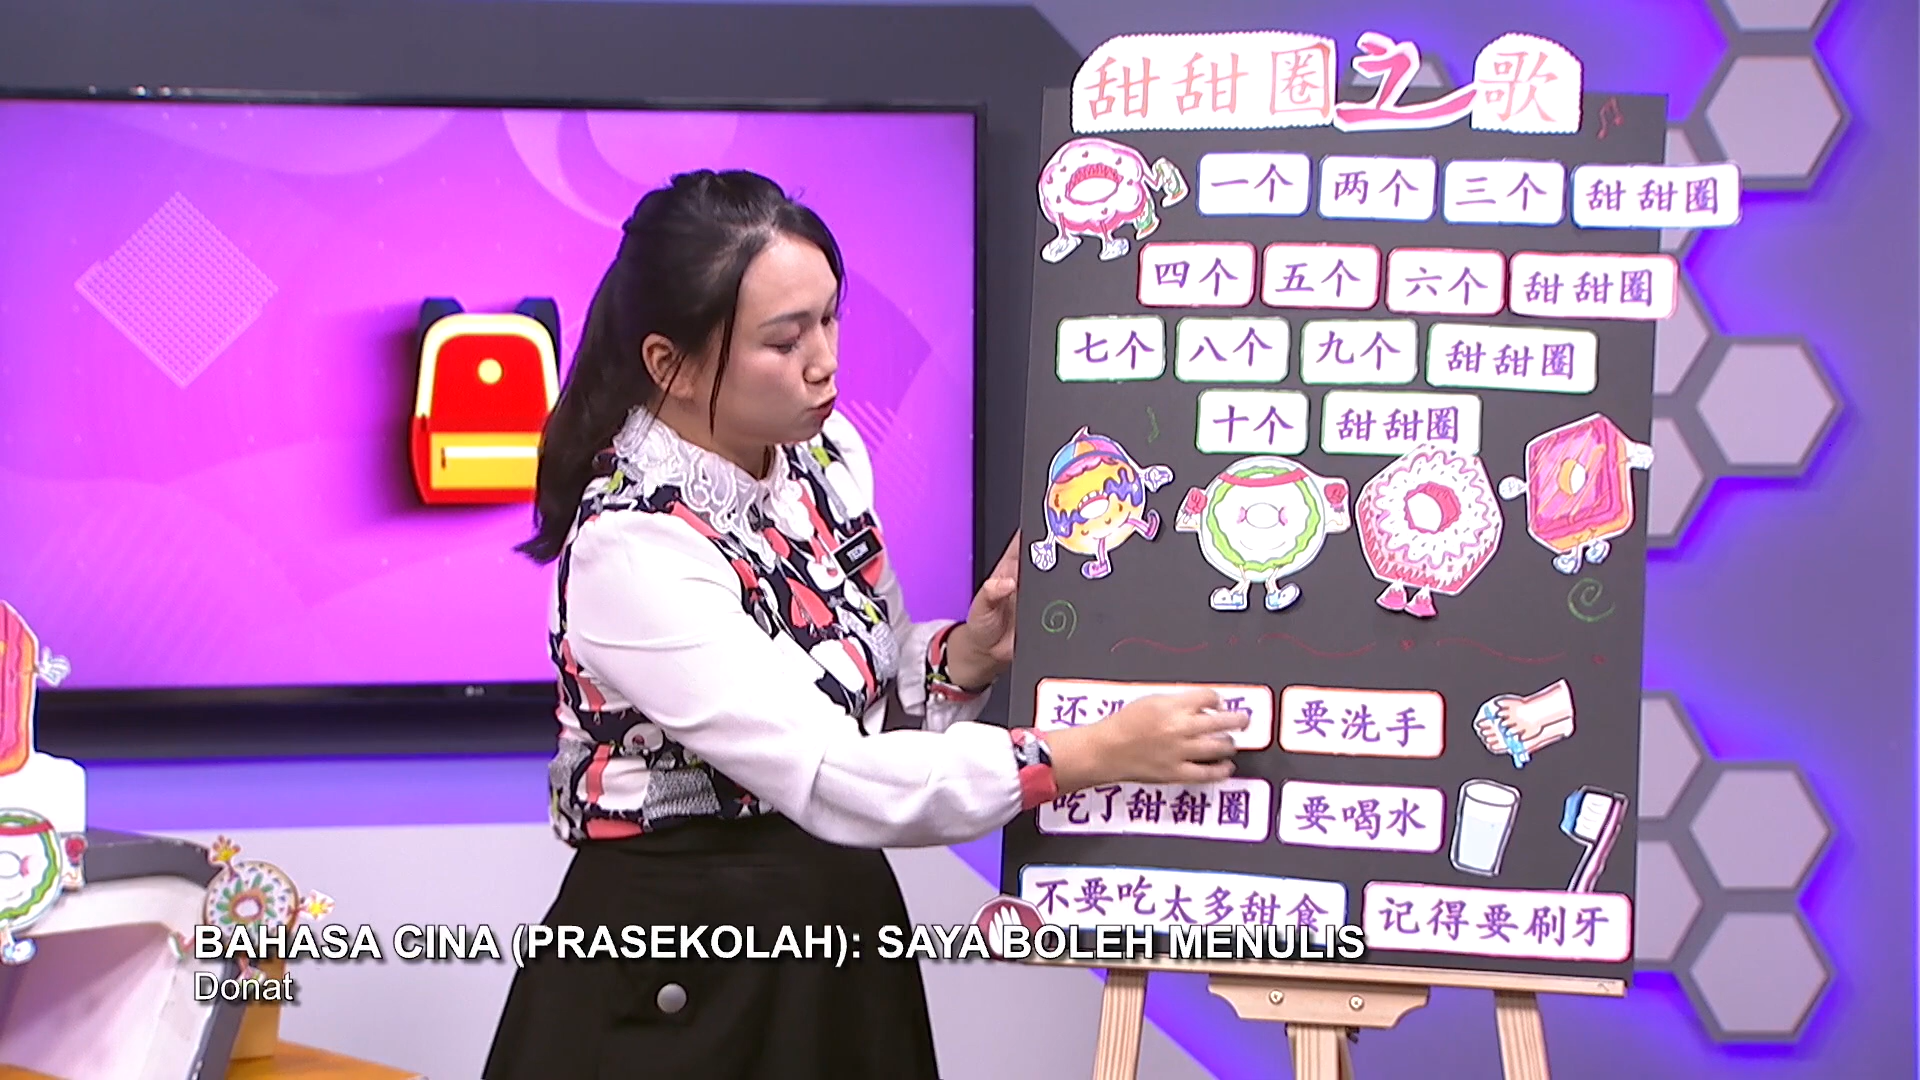 甜甜圈之歌
一个 两个 三个 甜甜圈
四个 五个 六个 甜甜圈
七个 八个 九个 甜甜圈
十个 甜甜圈
还没 要洗手
吃了甜甜圈 要喝水
不要吃太多甜食 记得要刷牙
BAHASA CINA (PRASEKOLAH): SAYA BOLEH MENULIS
Donat
LG